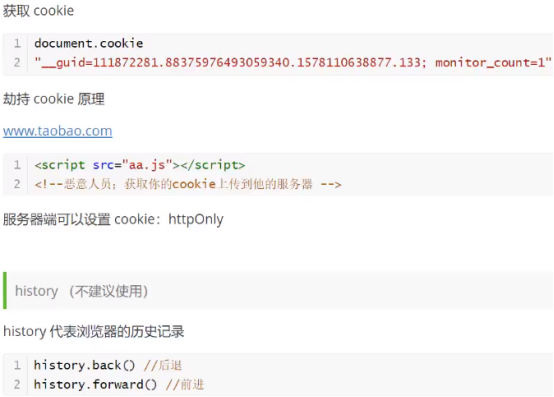 获取 cookie
1 document.cookie
2 "__guid=111872281.88375976493059340.1578110638877.133; monitor_count=1"
劫持 cookie 原理
www.taobao.com
1 <script src="aa.js"></script>
2 <!--恶意人员；获取你的cookie上传到他的服务器 -->
服务器端可以设置 cookie：httpOnly
history （不建议使用）
history 代表浏览器的历史记录
1 history.back() //后退
2 history.forward() //前进